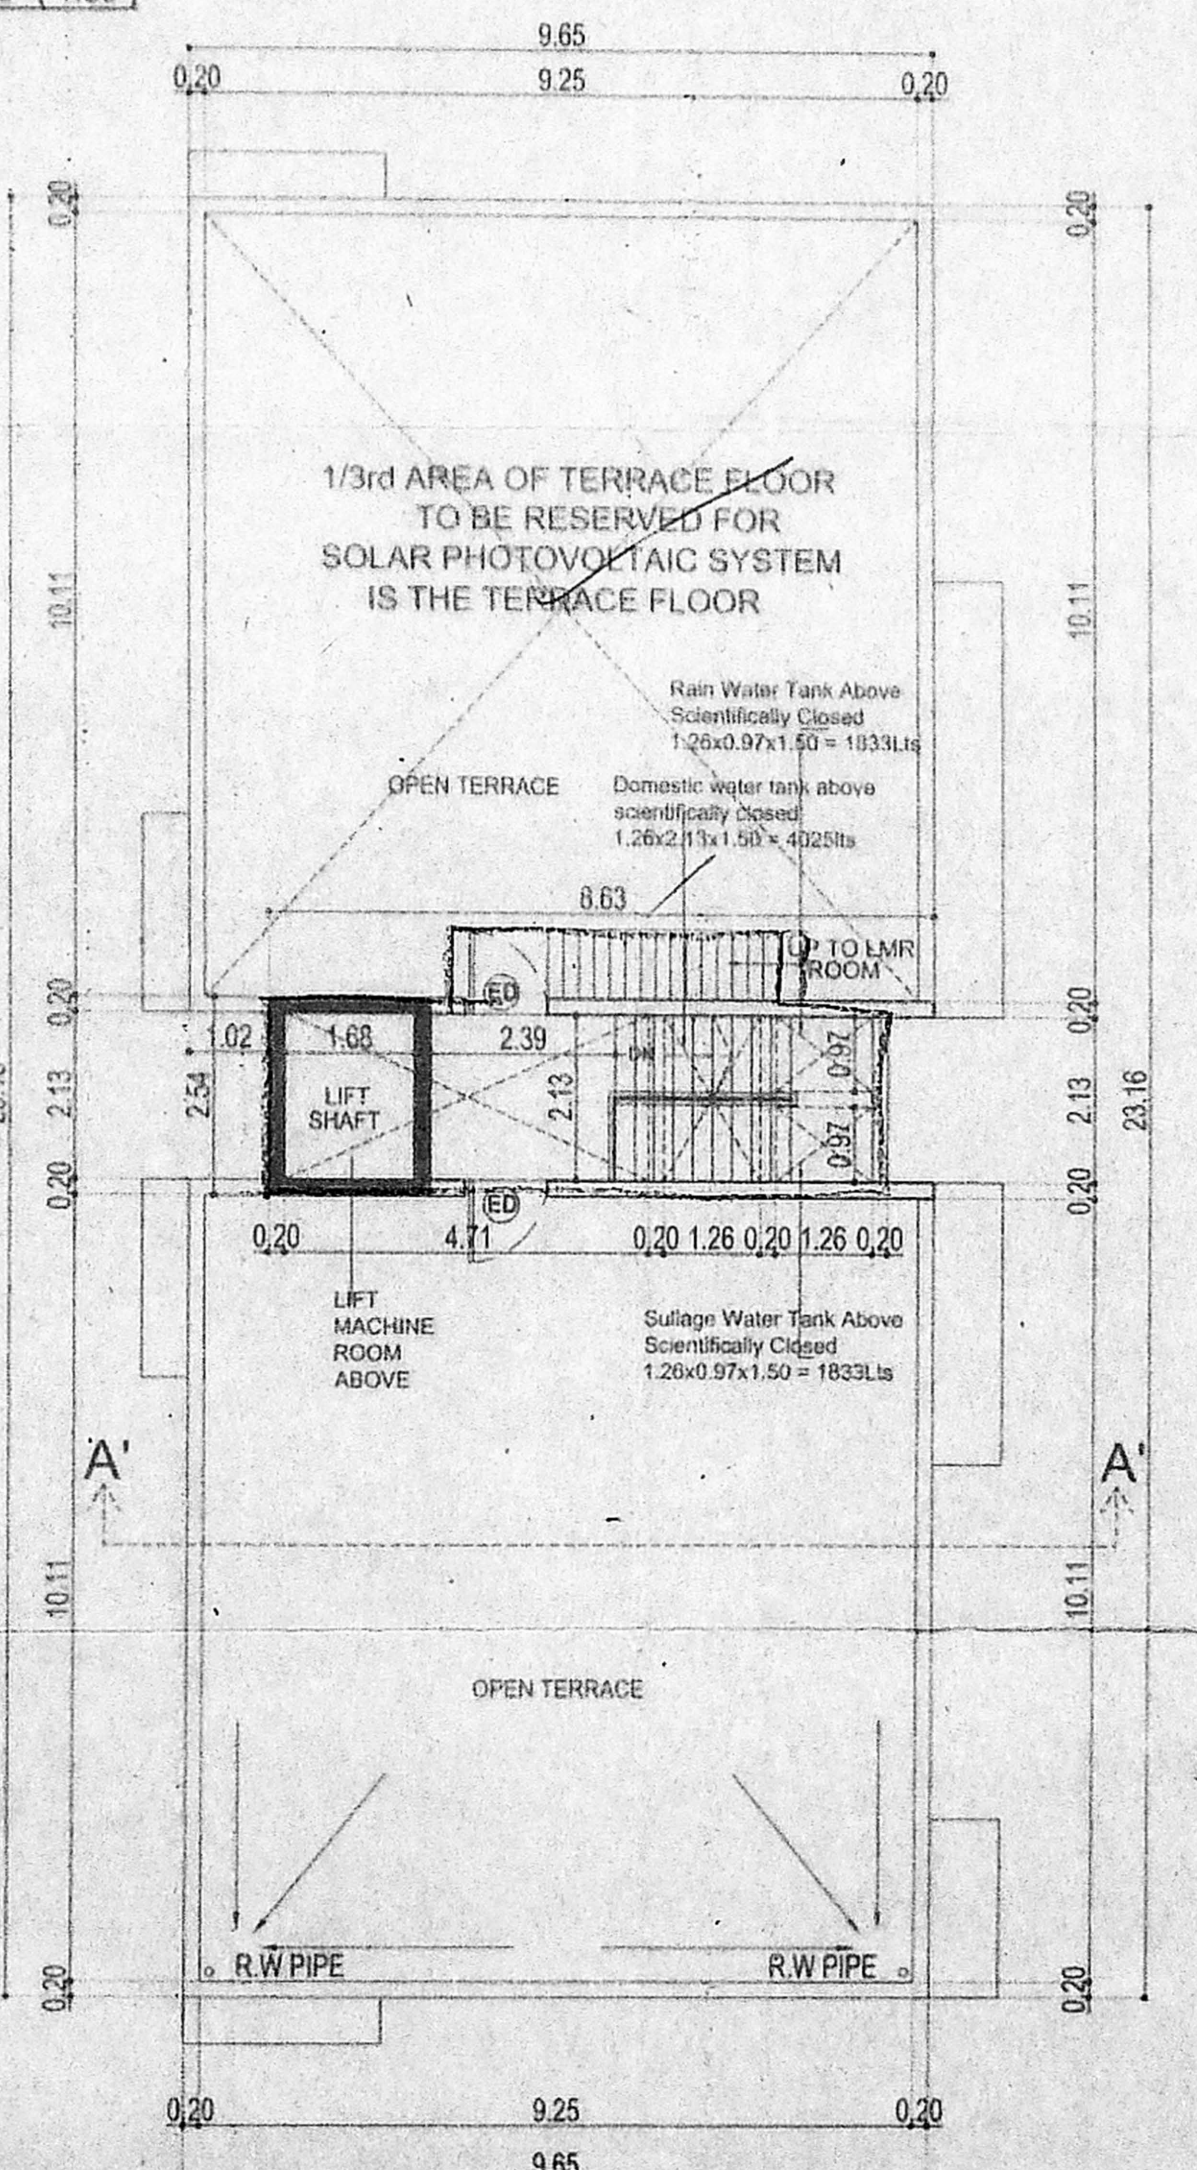 9.65
0.20 9.25 0.20
0.20
0.20
1/3rd AREA OF TERRACE FLOOR
TO BE RESERVED FOR
SOLAR PHOTOVOLTAIC SYSTEM
IS THE TERRACE FLOOR
10.11
10.11
Rain Water Tank Above
Scientifically Closed
1.26x0.97x1.50 = 1833Lts
OPEN TERRACE
Domestic water tank above
scientifically closed
1.26x2.13x1.50 = 4025lts
8.63
UP TO LMR
ROOM
ED
0.20
0.20
1.02 1.68 2.39
DN
0.97
2.54
2.13
2.13
LIFT
SHAFT
2.13
23.16
0.97
0.20
0.20
ED
0.20 4.71 0.20 1.26 0.20 1.26 0.20
LIFT
MACHINE
ROOM
ABOVE
Sullage Water Tank Above
Scientifically Closed
1.26x0.97x1.50 = 1833Lts
A' A'
10.11
10.11
OPEN TERRACE
R.W PIPE R.W PIPE
0.20
0.20
0.20 9.25 0.20
9.65